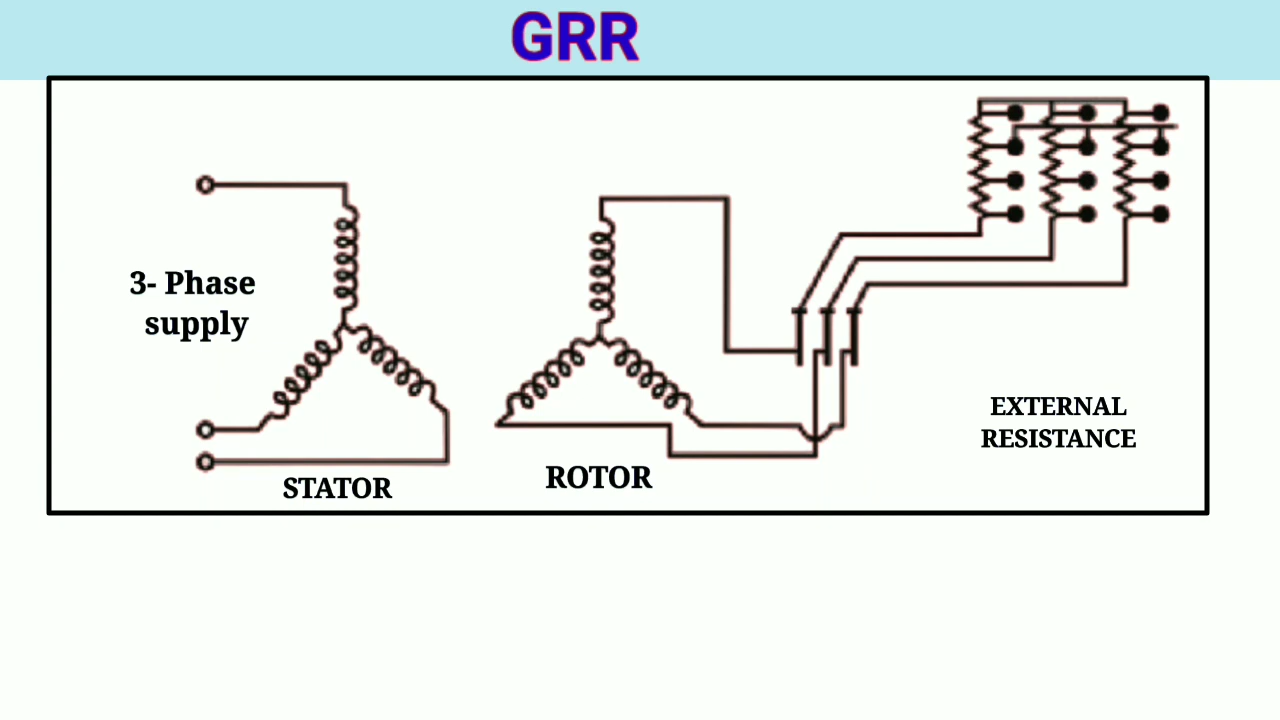 GRR
3- Phase
supply
STATOR
ROTOR
EXTERNAL
RESISTANCE